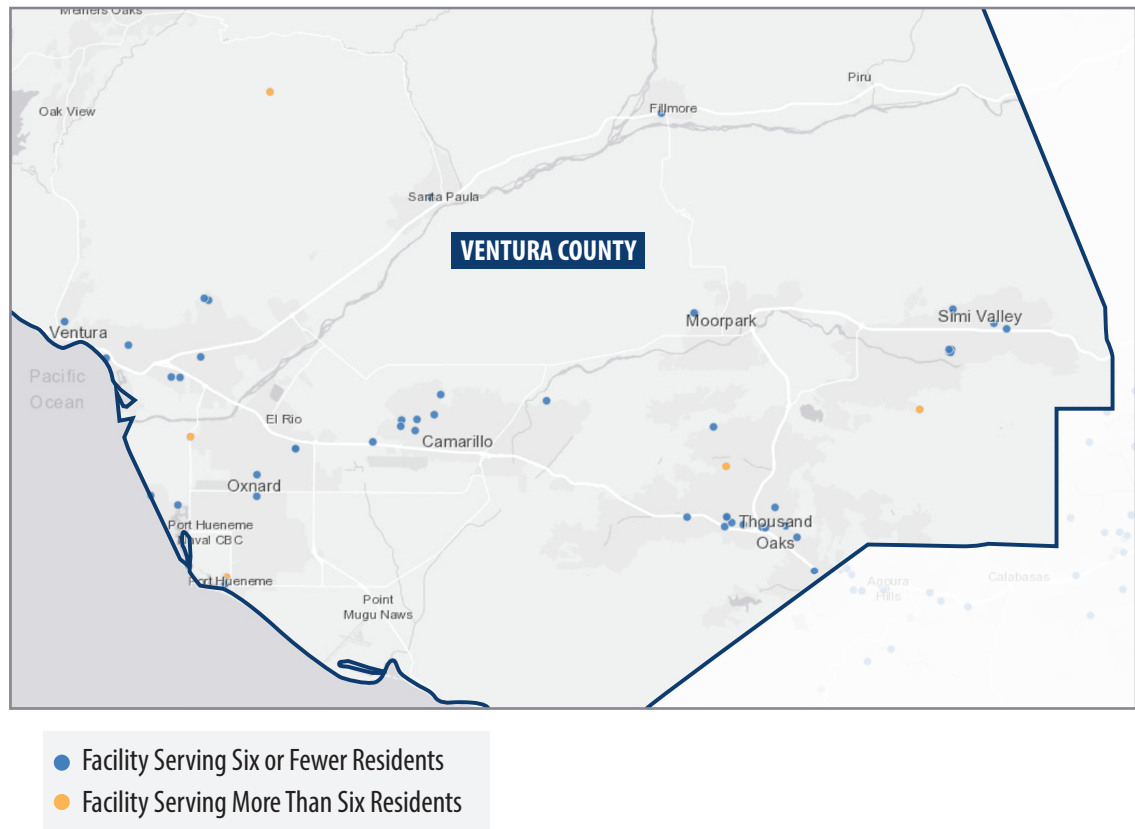 Meiners Oaks
Piru
Oak View
Fillmore
Santa Paula
VENTURA COUNTY
Ventura
Moorpark
Simi Valley
Pacific
Ocean
El Rio
Camarillo
Oxnard
Thousand
Oaks
Port Hueneme
Naval CBC
Port Hueneme
Point
Mugu Naws
Agoura
Hills
Calabasas
Facility Serving Six or Fewer Residents
Facility Serving More Than Six Residents